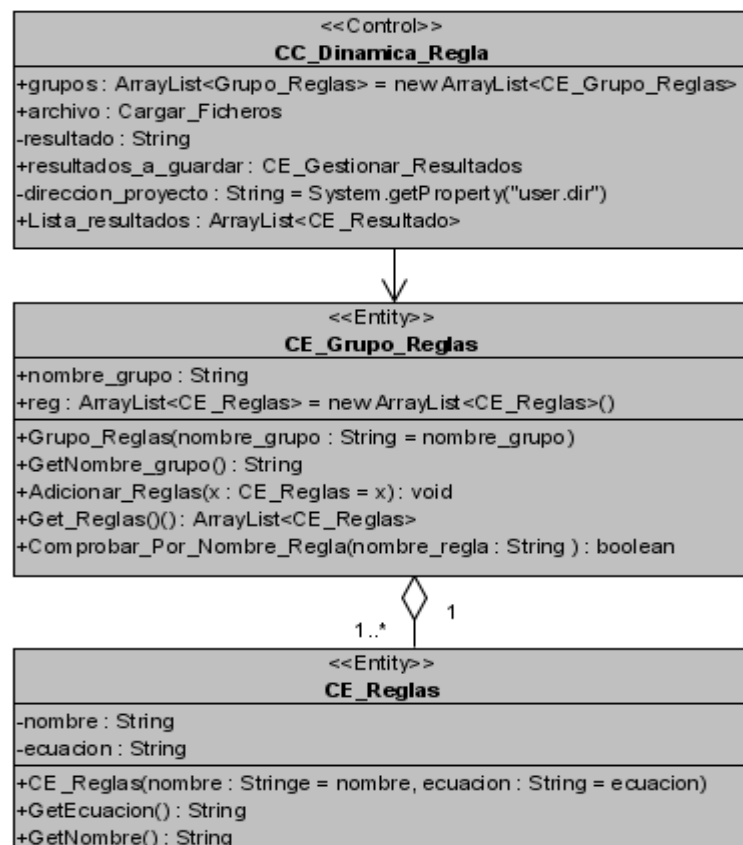 <<Control>>
CC_Dinamica_Regla
+grupos : ArrayList<Grupo_Reglas> = new ArrayList<CE_Grupo_Reglas>
+archivo : Cargar_Ficheros
-resultado : String
+resultados_a_guardar : CE_Gestionar_Resultados
-direccion_proyecto : String = System.getProperty("user.dir")
+Lista_resultados : ArrayList<CE_Resultado>
<<Entity>>
CE_Grupo_Reglas
+nombre_grupo : String
+reg : ArrayList<CE_Reglas> = new ArrayList<CE_Reglas>()
+Grupo_Reglas(nombre_grupo : String = nombre_grupo)
+GetNombre_grupo() : String
+Adicionar_Reglas(x : CE_Reglas = x) : void
+Get_Reglas()() : ArrayList<CE_Reglas>
+Comprobar_Por_Nombre_Regla(nombre_regla : String ) : boolean
1
1..*
<<Entity>>
CE_Reglas
-nombre : String
-ecuacion : String
+CE_Reglas(nombre : Stringe = nombre, ecuacion : String = ecuacion)
+GetEcuacion() : String
+GetNombre() : String